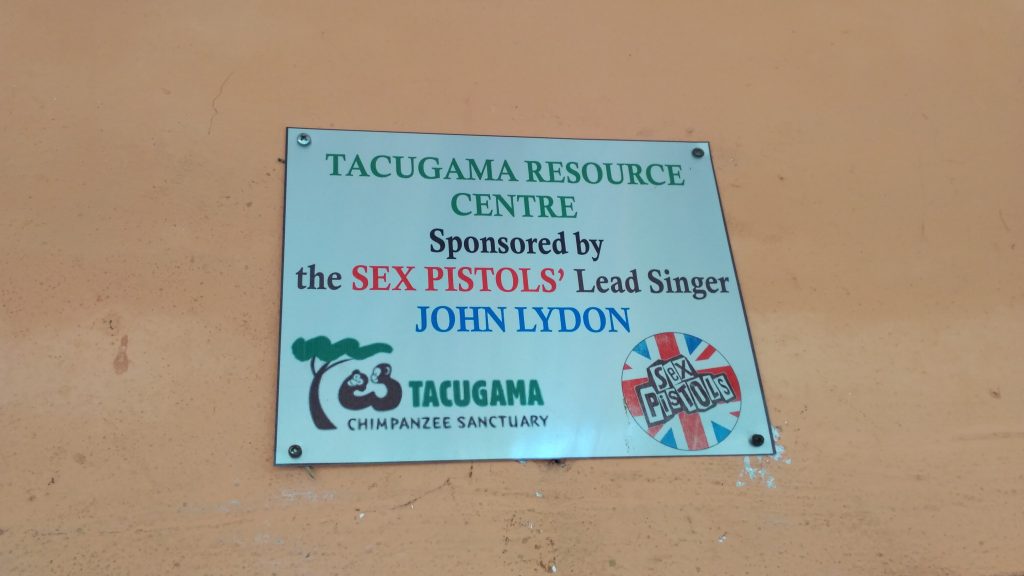 TACUGAMA RESOURCE
CENTRE
Sponsored by
the SEX PISTOLS' Lead Singer
JOHN LYDON
TACUGAMA
CHIMPANZEE SANCTUARY
SEX
PISTOLS